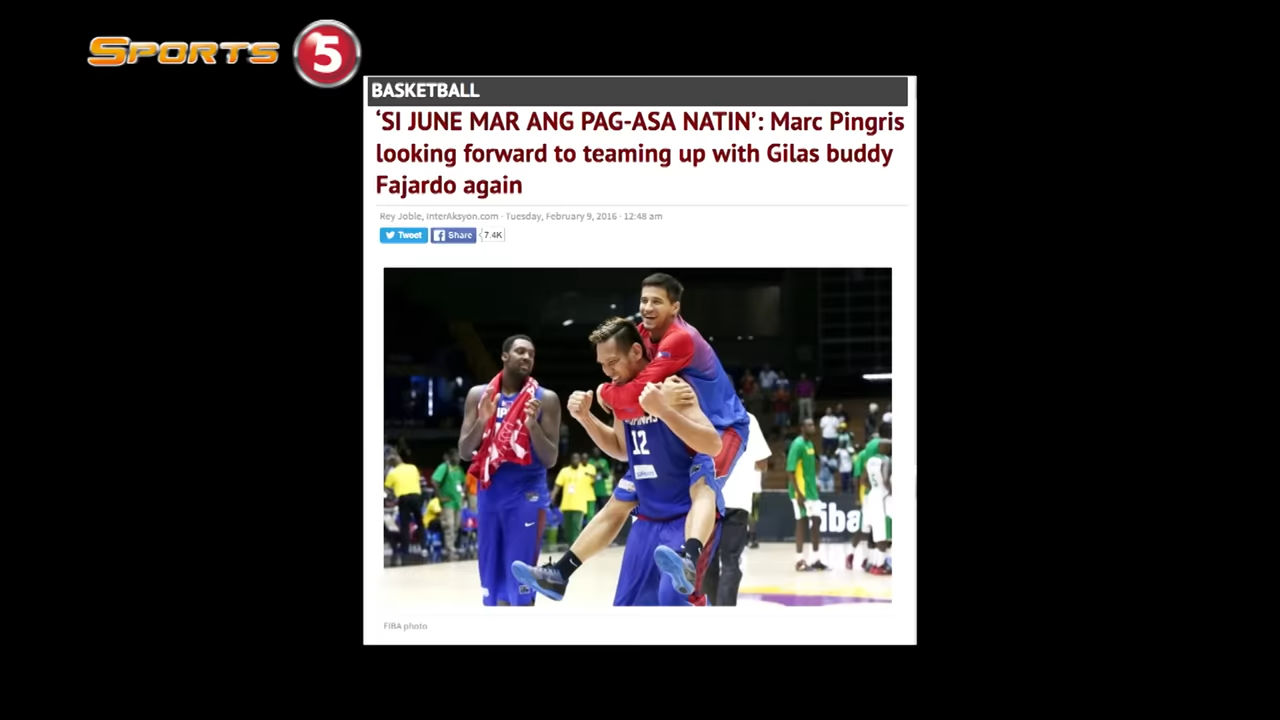 SPORTS 5
BASKETBALL
‘SI JUNE MAR ANG PAG-ASA NATIN’: Marc Pingris
looking forward to teaming up with Gilas buddy
Fajardo again
Rey Joble, InterAksyon.com · Tuesday, February 9, 2016 · 12:48 am
Tweet
Share
7.4K
12
iba
FIBA photo